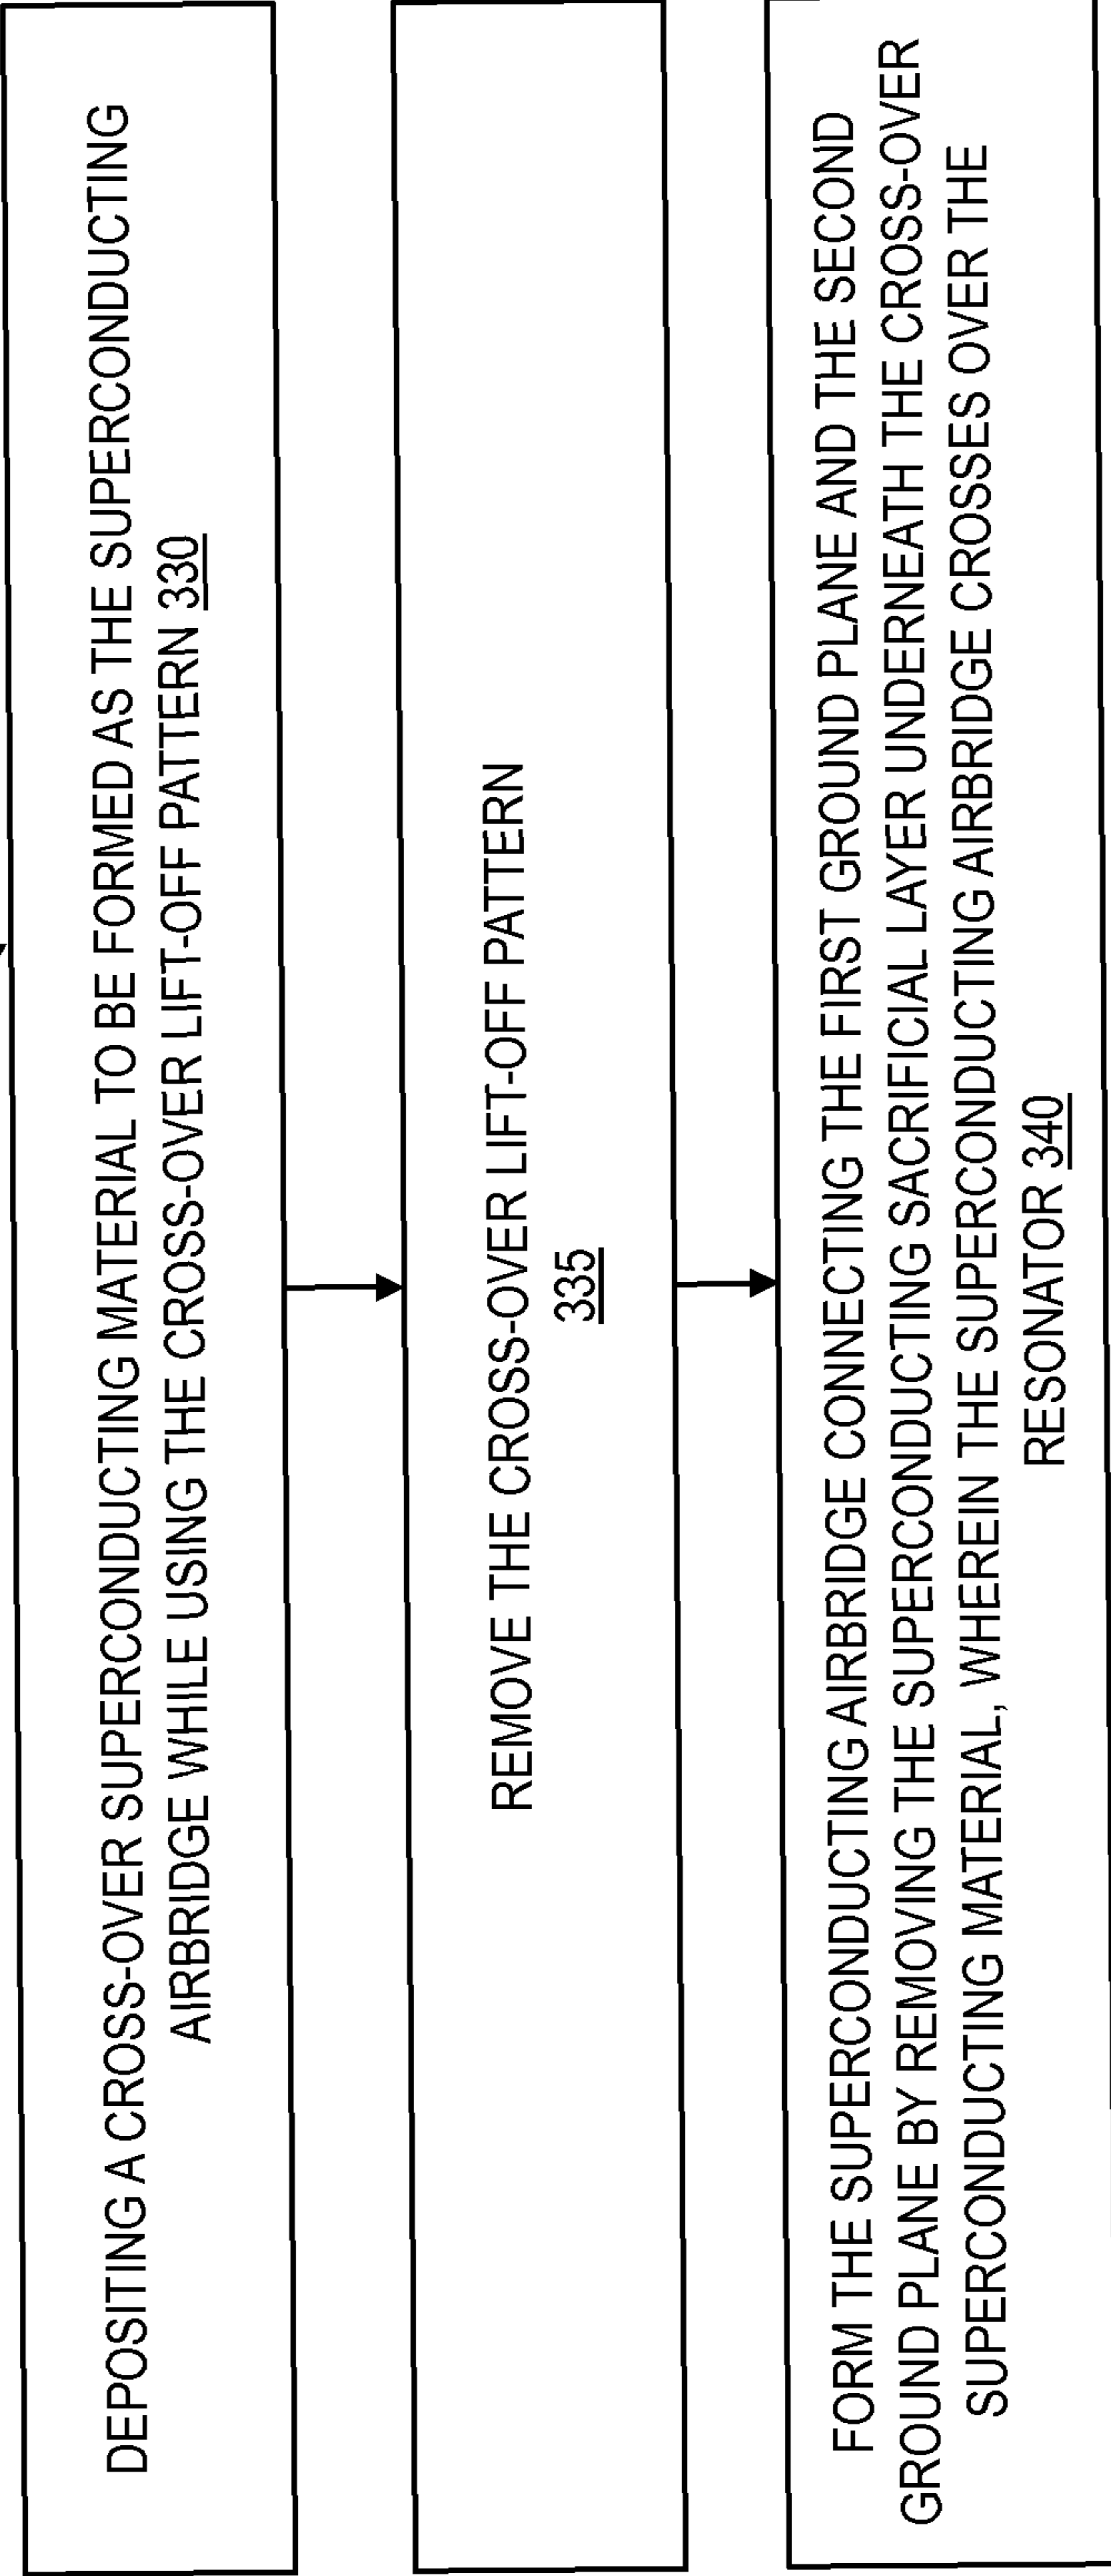 DEPOSITING A CROSS-OVER SUPERCONDUCTING MATERIAL TO BE FORMED AS THE SUPERCONDUCTING
AIRBRIDGE WHILE USING THE CROSS-OVER LIFT-OFF PATTERN 330
REMOVE THE CROSS-OVER LIFT-OFF PATTERN
335
FORM THE SUPERCONDUCTING AIRBRIDGE CONNECTING THE FIRST GROUND PLANE AND THE SECOND
GROUND PLANE BY REMOVING THE SUPERCONDUCTING SACRIFICIAL LAYER UNDERNEATH THE CROSS-OVER
SUPERCONDUCTING MATERIAL, WHEREIN THE SUPERCONDUCTING AIRBRIDGE CROSSES OVER THE
RESONATOR 340